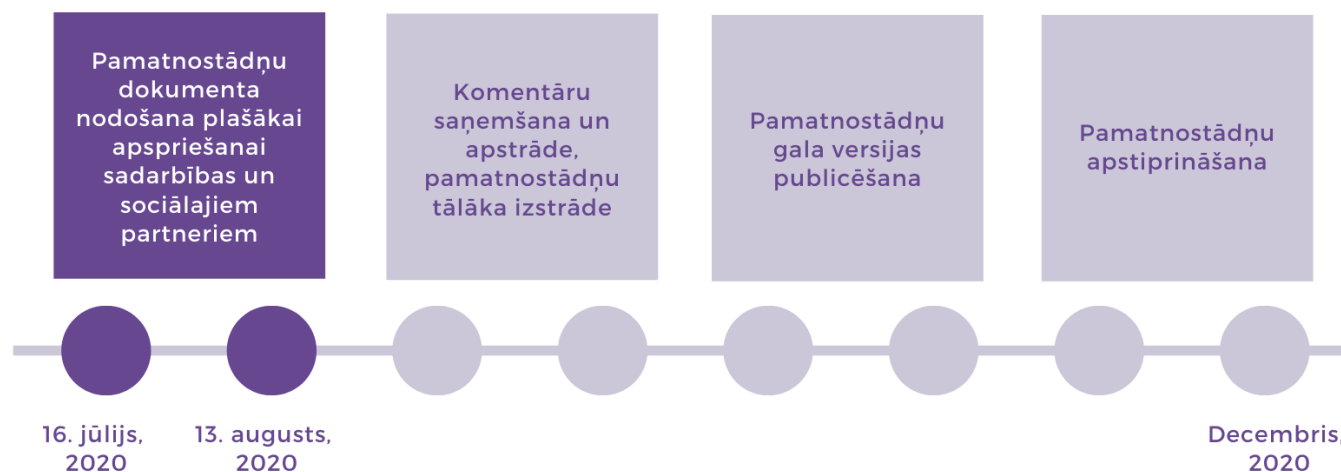 Pamatnostādņu
dokumenta
nodošana plašākai
apspriešanai
sadarbības un
sociālajiem
partneriem
Komentāru
saņemšana un
apstrāde,
pamatnostādņu
tālāka izstrāde
Pamatnostādņu
gala versijas
publicēšana
Pamatnostādņu
apstiprināšana
16. jūlijs,
2020
13. augusts,
2020
Decembris,
2020